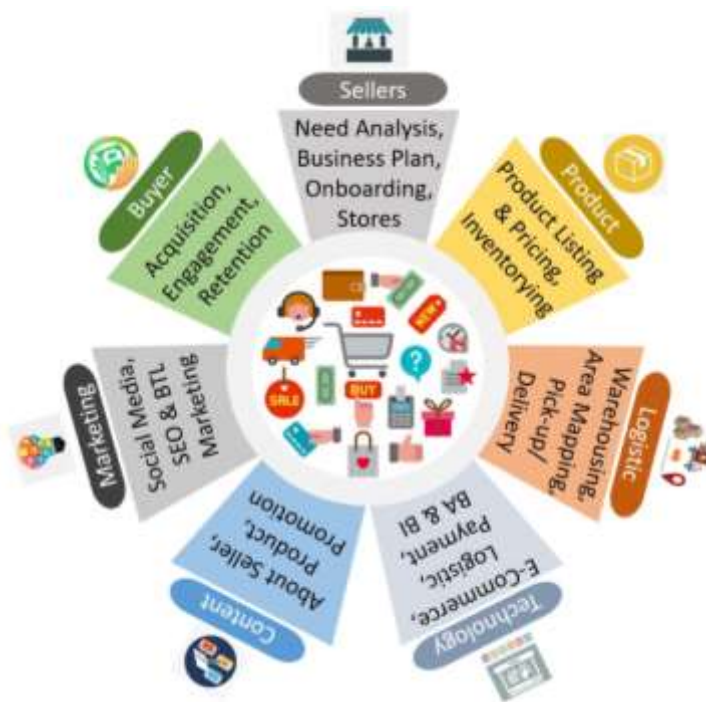 Sellers
Need Analysis,
Business Plan,
Onboarding,
Stores
Product
Product Listing
& Pricing,
Inventorying
Logistic
Warehousing,
Area Mapping,
Pick-up/
Delivery
Technology
E-Commerce,
Logistic,
Payment,
BA & BI
Content
About Seller,
Product,
Promotion
Marketing
Social Media,
SEO & BTL
Marketing
Buyer
Acquisition,
Engagement,
Retention
NEW
?
SALE
BUY